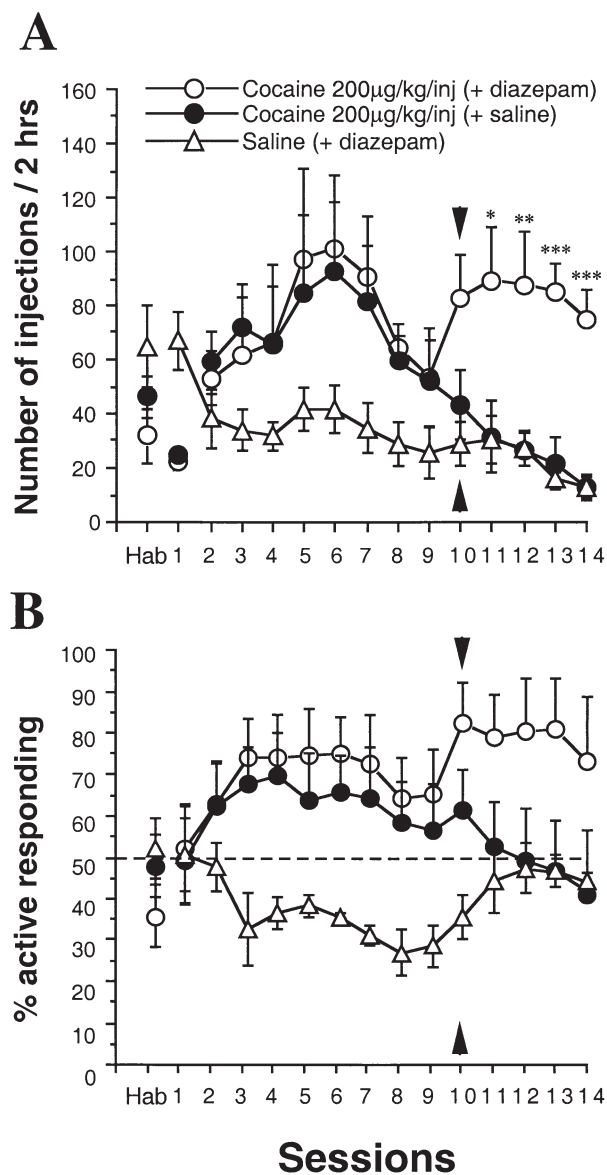 A
Number of injections / 2 hrs
Cocaine 200µg/kg/inj (+ diazepam)
Cocaine 200µg/kg/inj (+ saline)
Saline (+ diazepam)
160
140
120
100
80
60
40
20
0
* ** *** ***
Hab 1 2 3 4 5 6 7 8 9 10 11 12 13 14
B
% active responding
100
90
80
70
60
50
40
30
20
10
0
Hab 1 2 3 4 5 6 7 8 9 10 11 12 13 14
Sessions